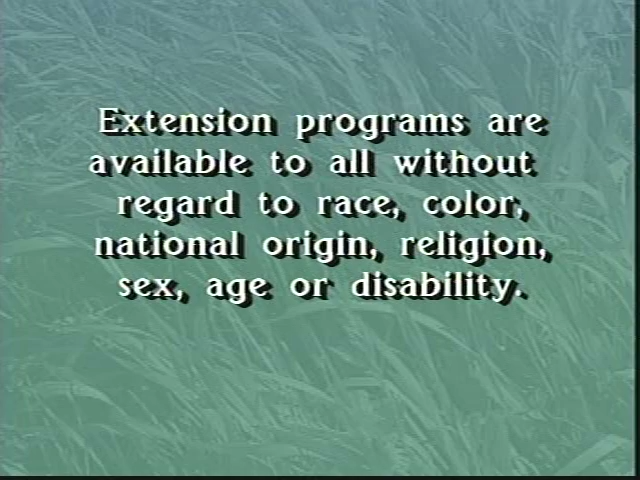 Extension programs are
available to all without
regard to race, color,
national origin, religion,
sex, age or disability.